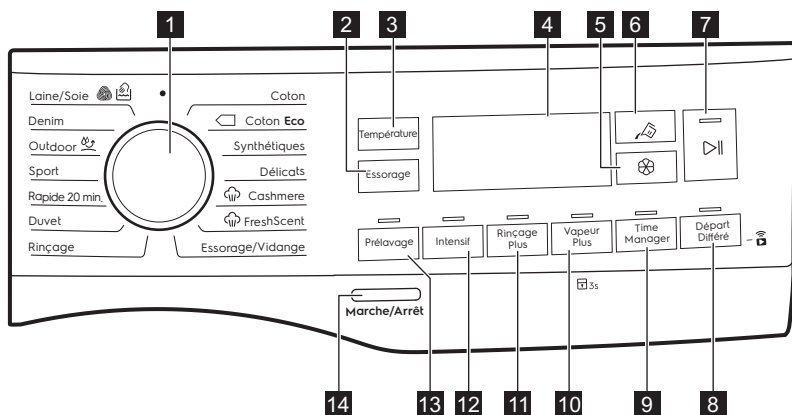 1
2
3
4
5
6
7
Laine/Soie
Denim
Outdoor
Sport
Rapide 20 min.
Duvet
Rinçage
Coton
Coton Eco
Synthétiques
Délicats
Cashmere
FreshScent
Essorage/Vidange
Température
Essorage
Prélavage
Intensif
Rinçage
Plus
Vapeur
Plus
Time
Manager
Départ
Différé
3s
Marche/Arrêt
14
13
12
11
10
9
8